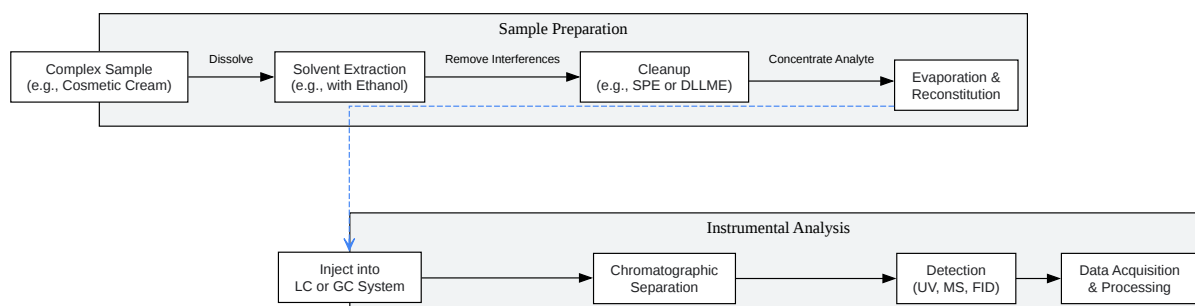 Sample Preparation
Dissolve
Remove Interferences
Concentrate Analyte
Complex Sample
(e.g., Cosmetic Cream)
Solvent Extraction
(e.g., with Ethanol)
Cleanup
(e.g., SPE or DLLME)
Evaporation &
Reconstitution
Instrumental Analysis
Inject into
LC or GC System
Chromatographic
Separation
Detection
(UV, MS, FID)
Data Acquisition
& Processing